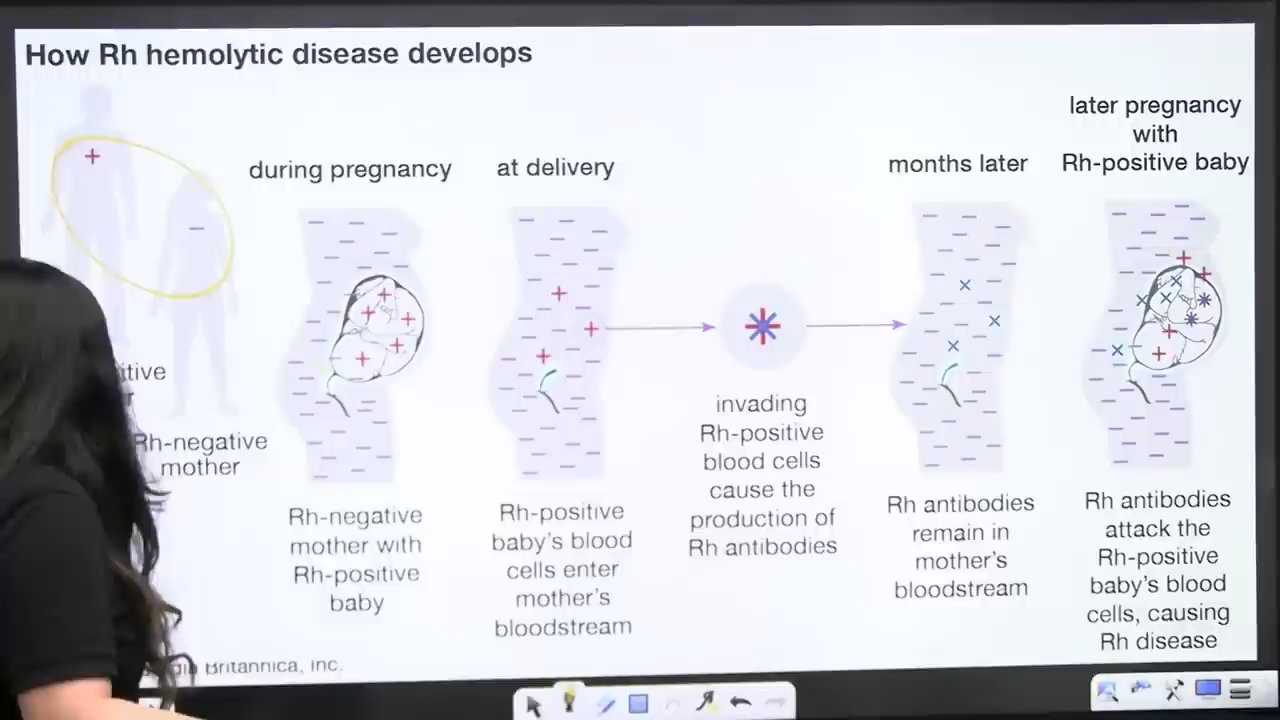 How Rh hemolytic disease develops
Rh-negative
mother
during pregnancy
Rh-negative
mother with
Rh-positive
baby
at delivery
Rh-positive
baby's blood
cells enter
mother's
bloodstream
invading
Rh-positive
blood cells
cause the
production of
Rh antibodies
months later
Rh antibodies
remain in
mother's
bloodstream
later pregnancy
with
Rh-positive baby
Rh antibodies
attack the
Rh-positive
baby's blood
cells, causing
Rh disease
Britannica, Inc.